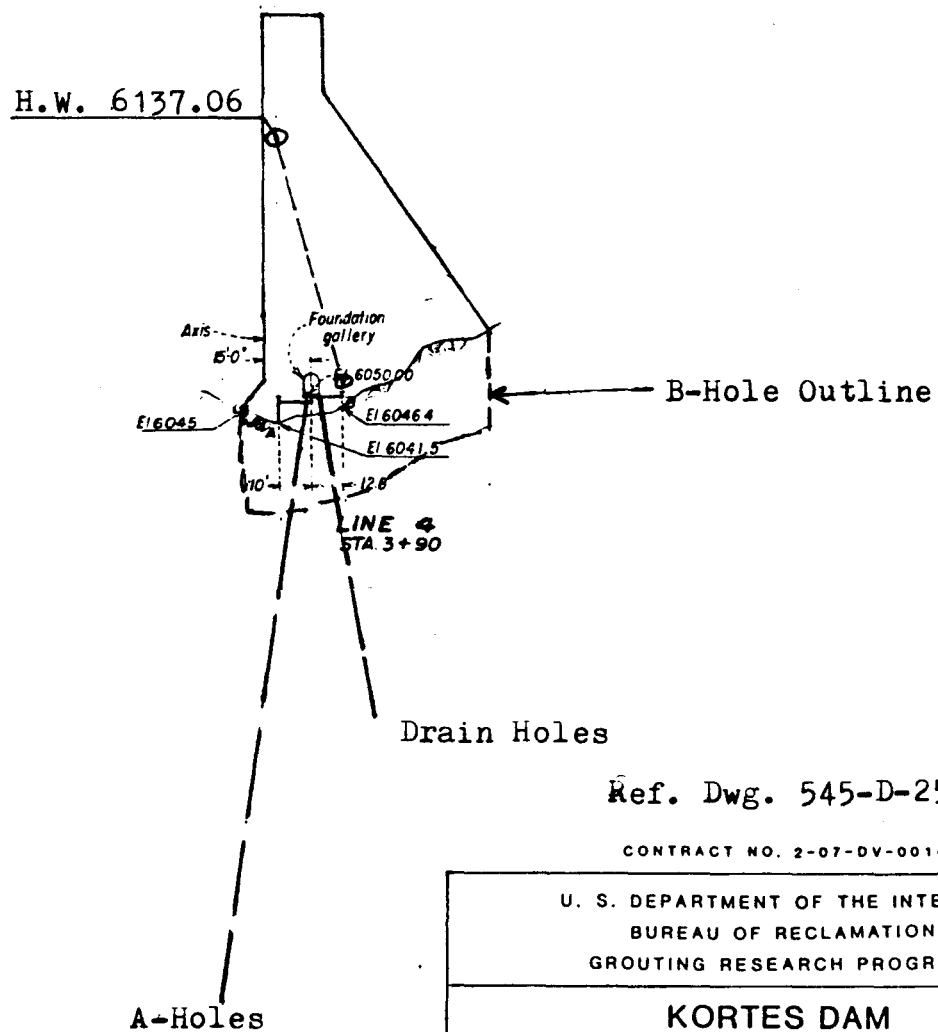 H.W. 6137.06
Axis
15'0"
Foundation
gallery
El 6050.00
El 6045
A
El 6046.4
El 6041.5
10'
12.8
LINE 4
STA. 3+90
B-Hole Outline
Drain Holes
A-Holes
Ref. Dwg. 545-D-25
CONTRACT NO. 2-07-DV-001
U. S. DEPARTMENT OF THE INTE
BUREAU OF RECLAMATION
GROUTING RESEARCH PROGR
KORTES DAM